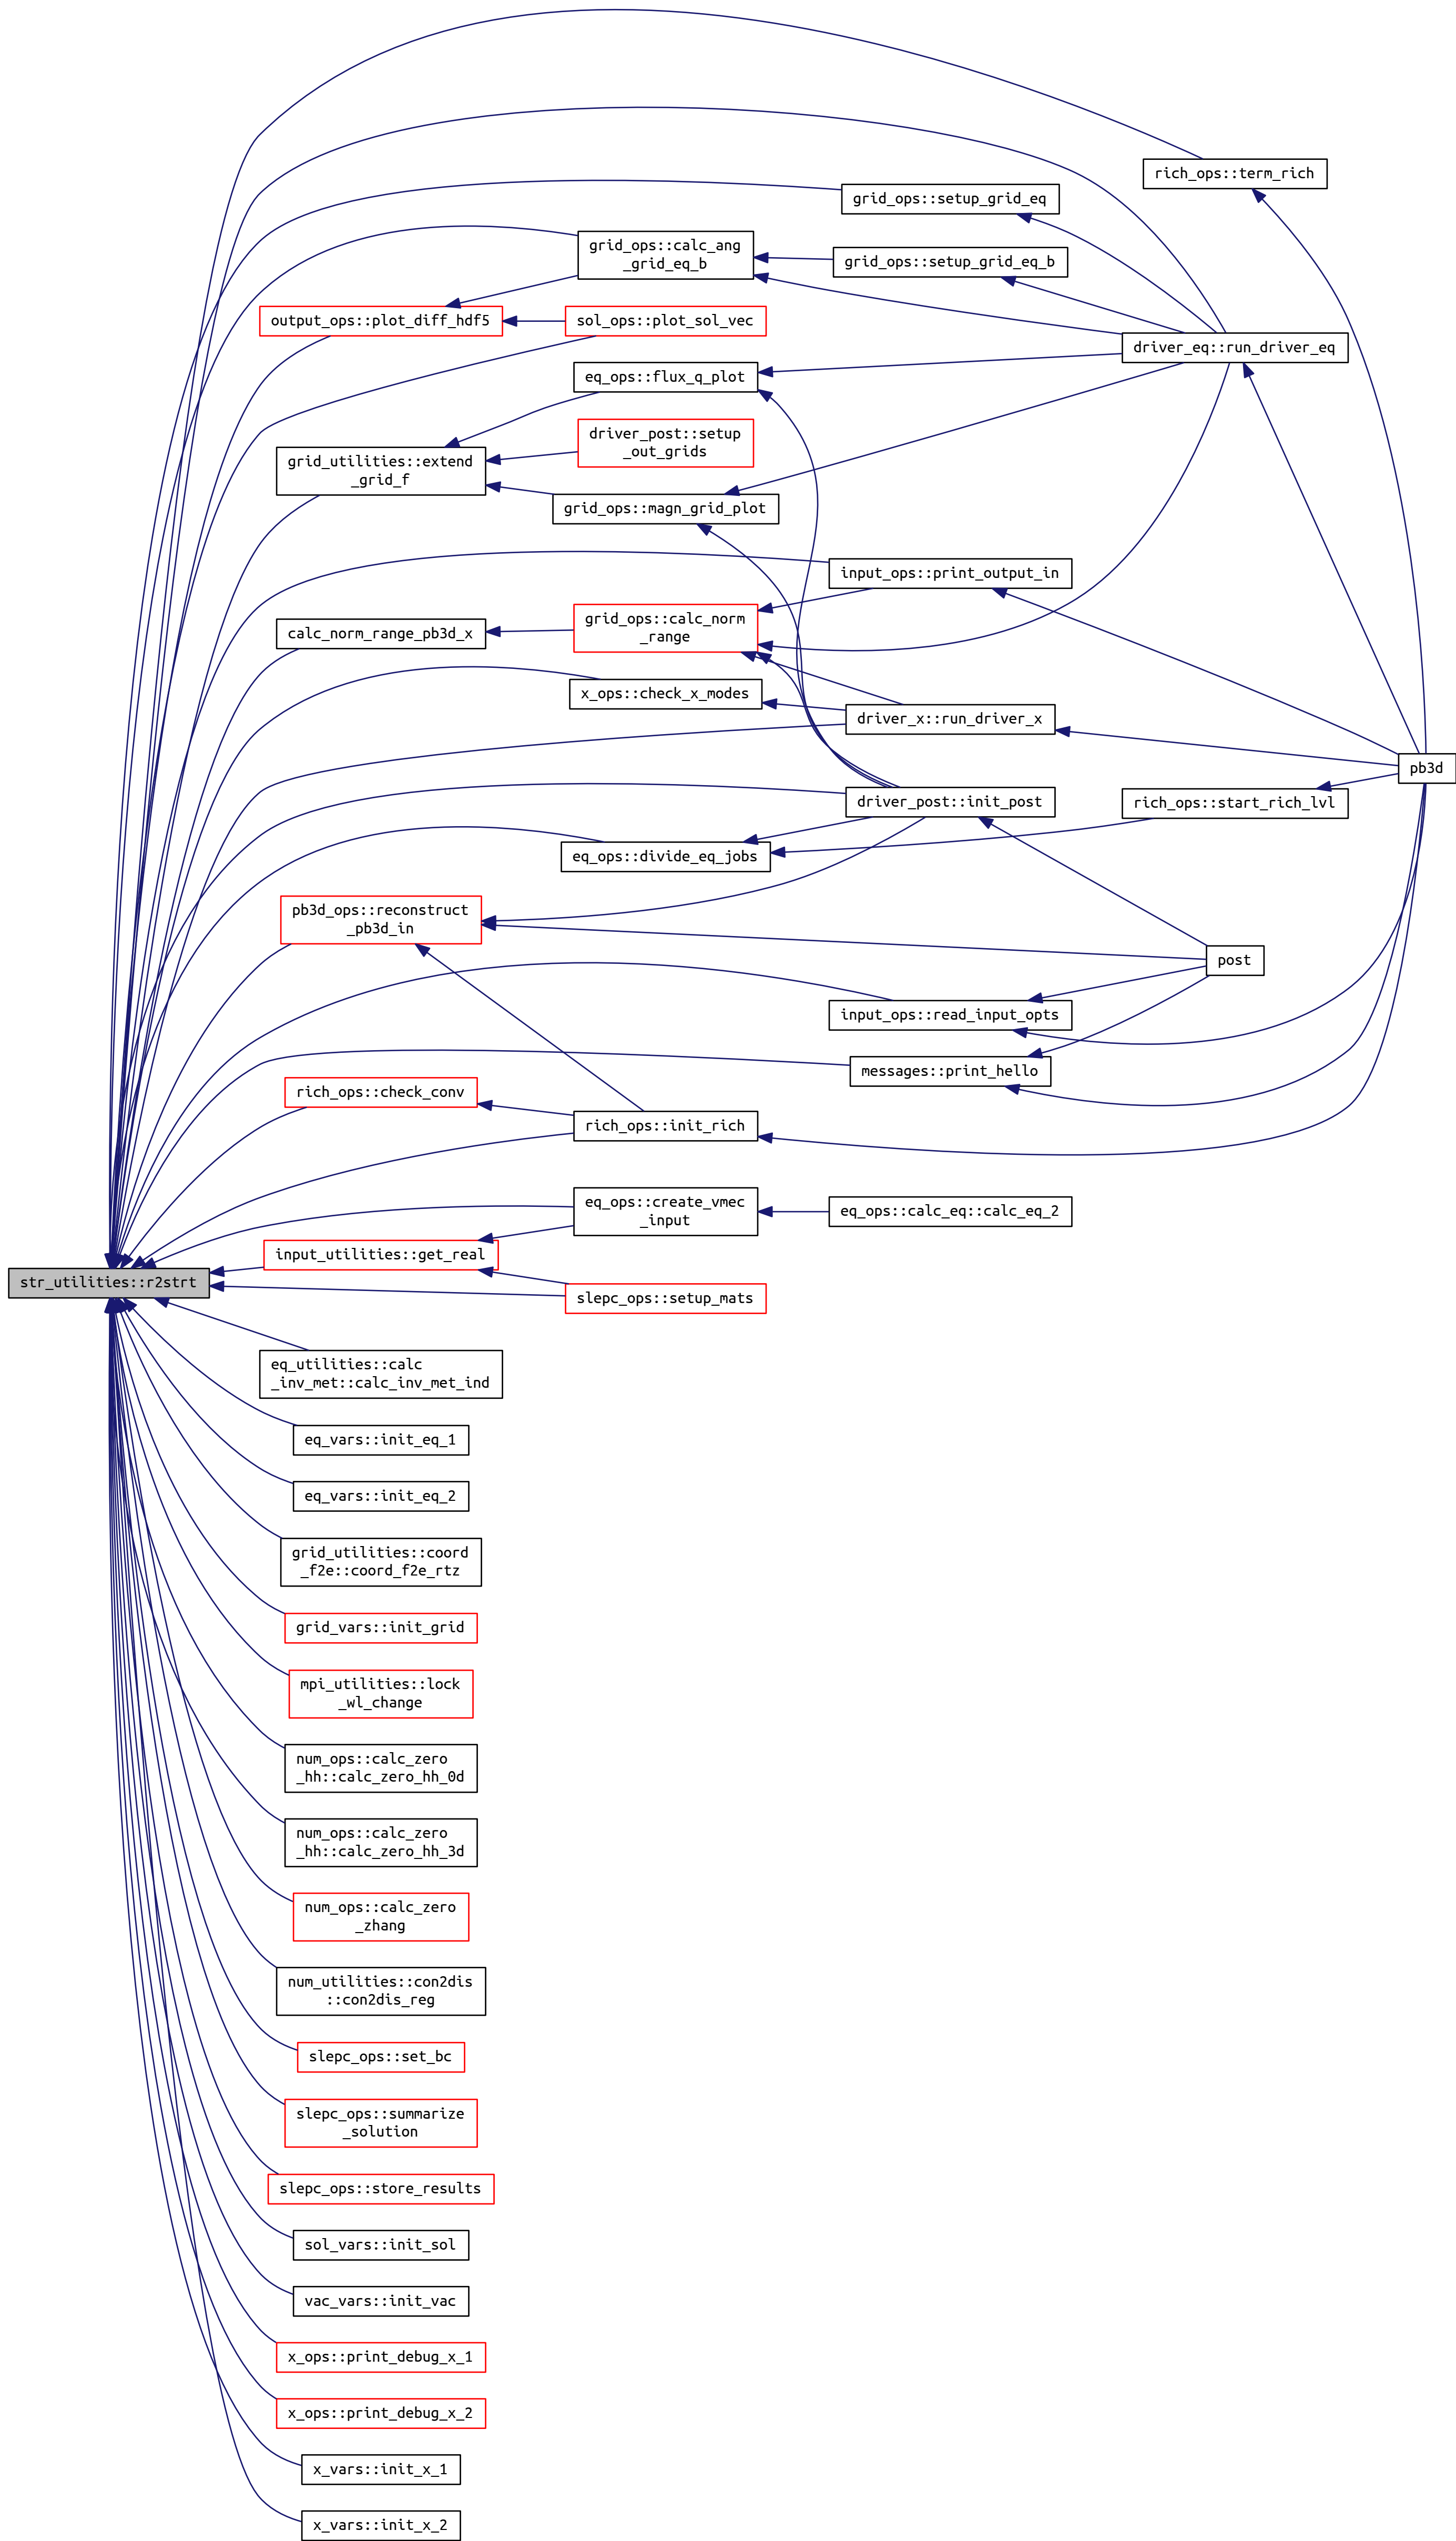 rich_ops::term_rich
grid_ops::setup_grid_eq
grid_ops::calc_ang
_grid_eq_b
grid_ops::setup_grid_eq_b
output_ops::plot_diff_hdf5
sol_ops::plot_sol_vec
driver_eq::run_driver_eq
eq_ops::flux_q_plot
driver_post::setup
_out_grids
grid_utilities::extend
_grid_f
grid_ops::magn_grid_plot
input_ops::print_output_in
grid_ops::calc_norm
_range
calc_norm_range_pb3d_x
x_ops::check_x_modes
driver_x::run_driver_x
pb3d
driver_post::init_post
rich_ops::start_rich_lvl
eq_ops::divide_eq_jobs
pb3d_ops::reconstruct
_pb3d_in
post
input_ops::read_input_opts
messages::print_hello
rich_ops::check_conv
rich_ops::init_rich
eq_ops::create_vmec
_input
eq_ops::calc_eq::calc_eq_2
input_utilities::get_real
str_utilities::r2strt
slepc_ops::setup_mats
eq_utilities::calc
_inv_met::calc_inv_met_ind
eq_vars::init_eq_1
eq_vars::init_eq_2
grid_utilities::coord
_f2e::coord_f2e_rtz
grid_vars::init_grid
mpi_utilities::lock
_wl_change
num_ops::calc_zero
_hh::calc_zero_hh_0d
num_ops::calc_zero
_hh::calc_zero_hh_3d
num_ops::calc_zero
_zhang
num_utilities::con2dis
::con2dis_reg
slepc_ops::set_bc
slepc_ops::summarize
_solution
slepc_ops::store_results
sol_vars::init_sol
vac_vars::init_vac
x_ops::print_debug_x_1
x_ops::print_debug_x_2
x_vars::init_x_1
x_vars::init_x_2